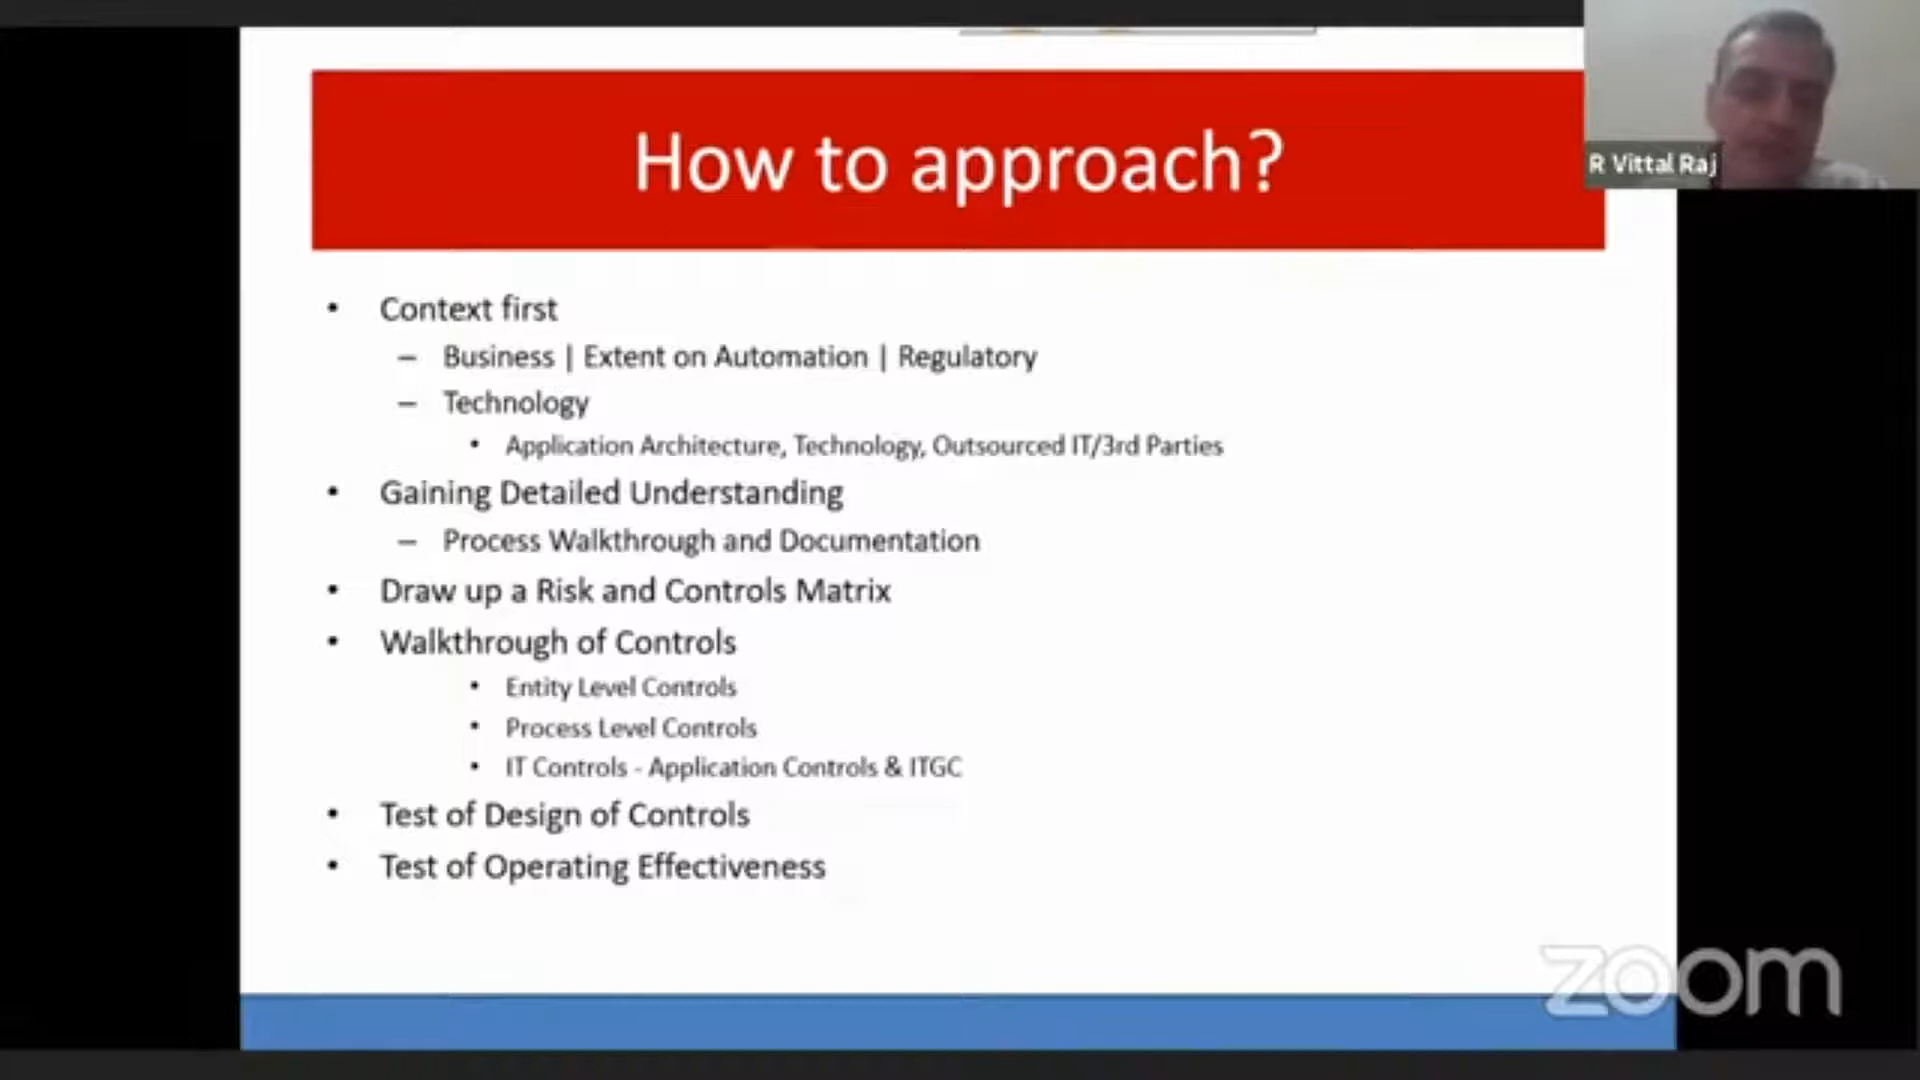 How to approach?
R Vittal Raj
• Context first
– Business | Extent on Automation | Regulatory
– Technology
• Application Architecture, Technology, Outsourced IT/3rd Parties
• Gaining Detailed Understanding
– Process Walkthrough and Documentation
• Draw up a Risk and Controls Matrix
• Walkthrough of Controls
• Entity Level Controls
• Process Level Controls
• IT Controls - Application Controls & ITGC
• Test of Design of Controls
• Test of Operating Effectiveness
zoom